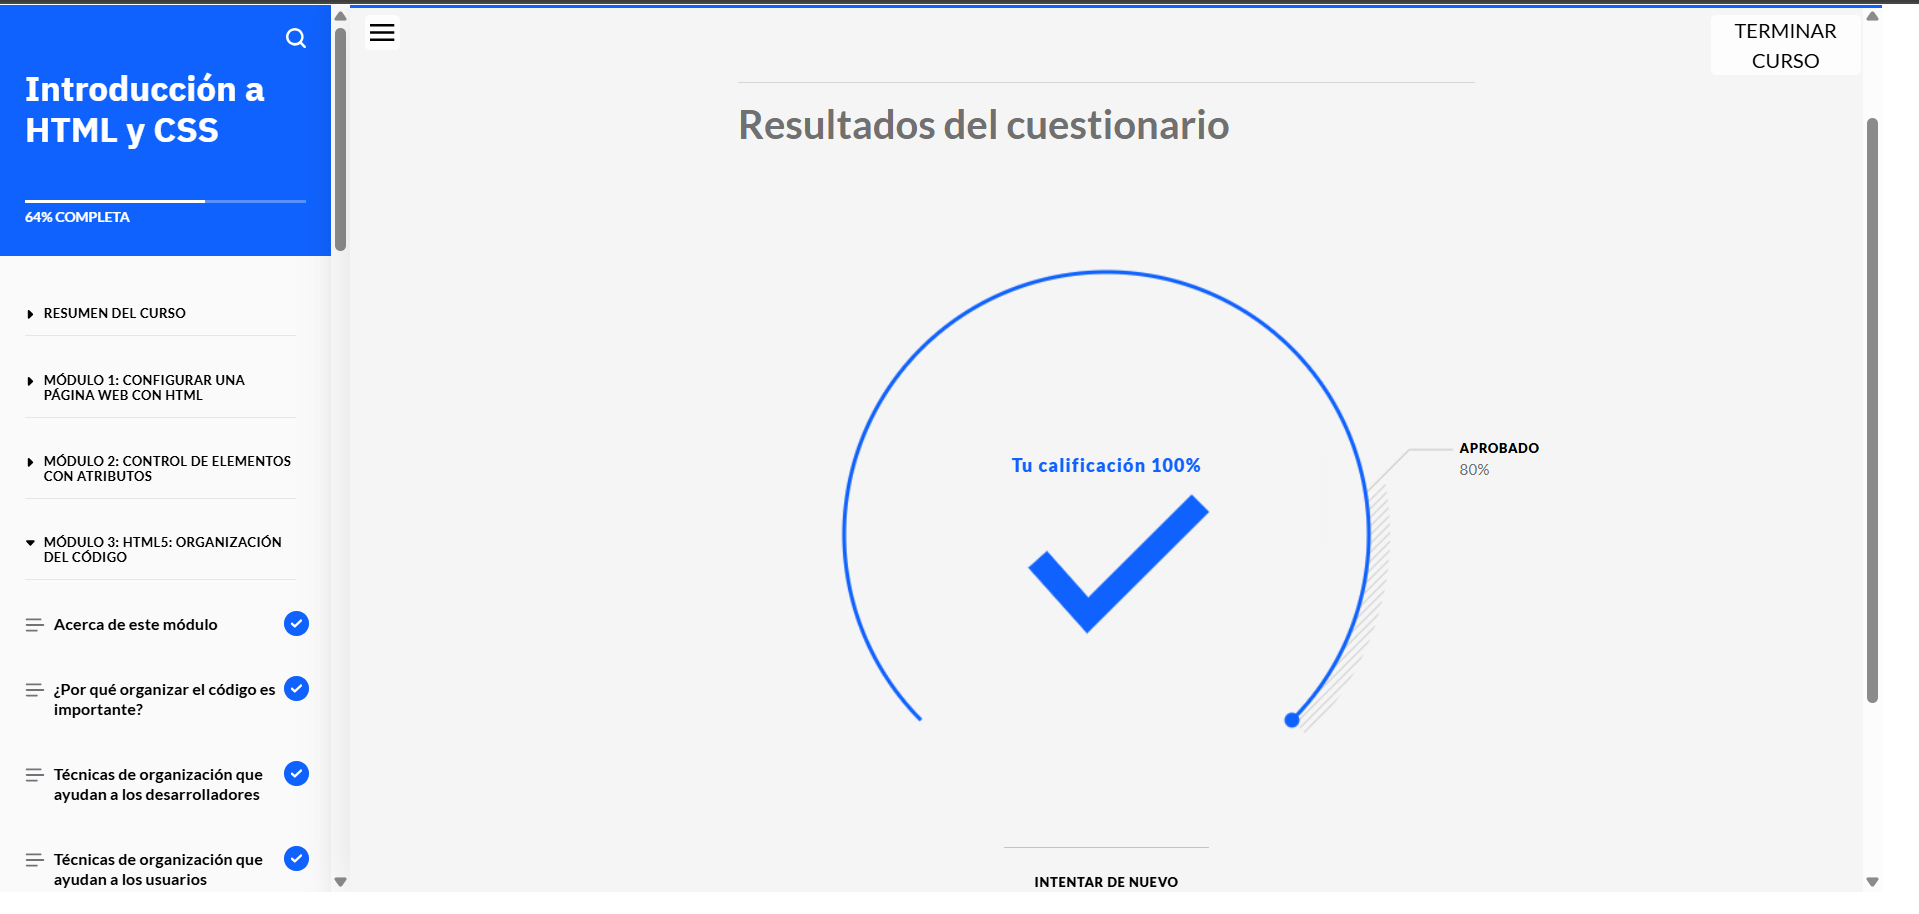 Introducción a
HTML y CSS
64% COMPLETA
RESUMEN DEL CURSO
MÓDULO 1: CONFIGURAR UNA
PÁGINA WEB CON HTML
MÓDULO 2: CONTROL DE ELEMENTOS
CON ATRIBUTOS
MÓDULO 3: HTML5: ORGANIZACIÓN
DEL CÓDIGO
Acerca de este módulo
¿Por qué organizar el código es
importante?
Técnicas de organización que
ayudan a los desarrolladores
Técnicas de organización que
ayudan a los usuarios
TERMINAR
CURSO
Resultados del cuestionario
Tu calificación 100%
APROBADO
80%
INTENTAR DE NUEVO